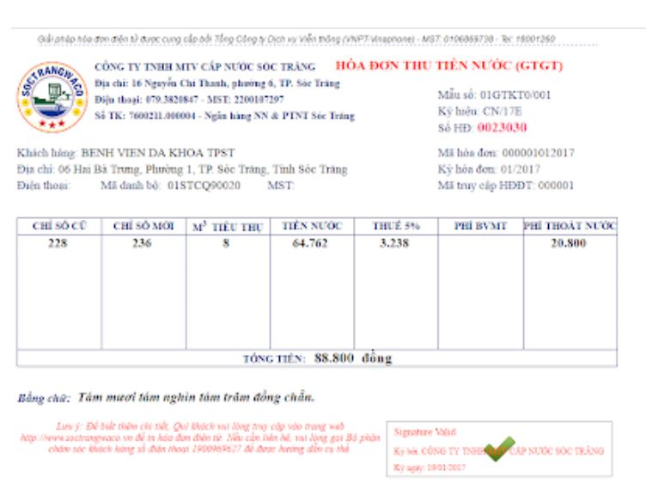 Giải pháp hóa đơn điện tử được cung cấp bởi Tổng Công ty Dịch vụ Viễn thông (VNPT-Vinaphone) - MST: 0106869738 - Tel: 18001260
SOCTRANGWACO
CÔNG TY TNHH MTV CẤP NƯỚC SÓC TRĂNG
HÓA ĐƠN THU TIỀN NƯỚC (GTGT)
Địa chỉ: 16 Nguyễn Chí Thanh, phường 6, TP. Sóc Trăng
Điện thoại: 079.3820847 - MST: 2200107297
Số TK: 7600211.000004 - Ngân hàng NN & PTNT Sóc Trăng
Mẫu số: 01GTKT0/001
Ký hiệu: CN/17E
Số HĐ: 0023030
Khách hàng: BENH VIEN DA KHOA TPST
Địa chỉ: 06 Hai Bà Trưng, Phường 1, TP. Sóc Trăng, Tỉnh Sóc Trăng
Điện thoại: Mã danh bộ: 01STCQ90020 MST:
Mã hóa đơn: 000001012017
Kỳ hóa đơn: 01/2017
Mã truy cập HĐĐT: 000001
CHỈ SỐ CŨ CHỈ SỐ MỚI M³ TIÊU THỤ TIỀN NƯỚC THUẾ 5% PHÍ BVMT PHÍ THOÁT NƯỚC
228 236 8 64.762 3.238 20.800
TỔNG TIỀN: 88.800 đồng
Bằng chữ: Tám mươi tám nghìn tám trăm đồng chẵn.
Lưu ý: Để biết thêm chi tiết, Quí khách vui lòng truy cập vào trang web
http://www.soctrangwaco.vn để in hóa đơn điện tử. Nếu cần liên hệ, vui lòng gọi Bộ phận
chăm sóc khách hàng số điện thoại 1900969627 để được hướng dẫn cụ thể
Signature Valid
Ký bởi: CÔNG TY TNHH CẤP NƯỚC SÓC TRĂNG
Ký ngày: 19/01/2017